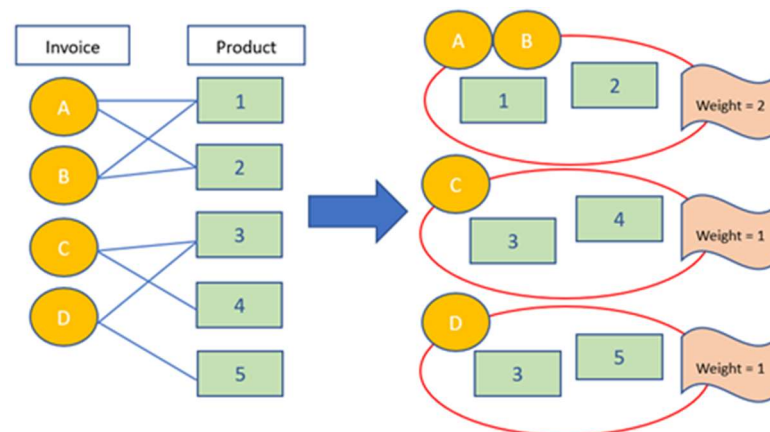 Invoice
Product
A
B
C
D
1
2
3
4
5
A B
1
2
Weight = 2
C
3
4
Weight = 1
D
3
5
Weight = 1